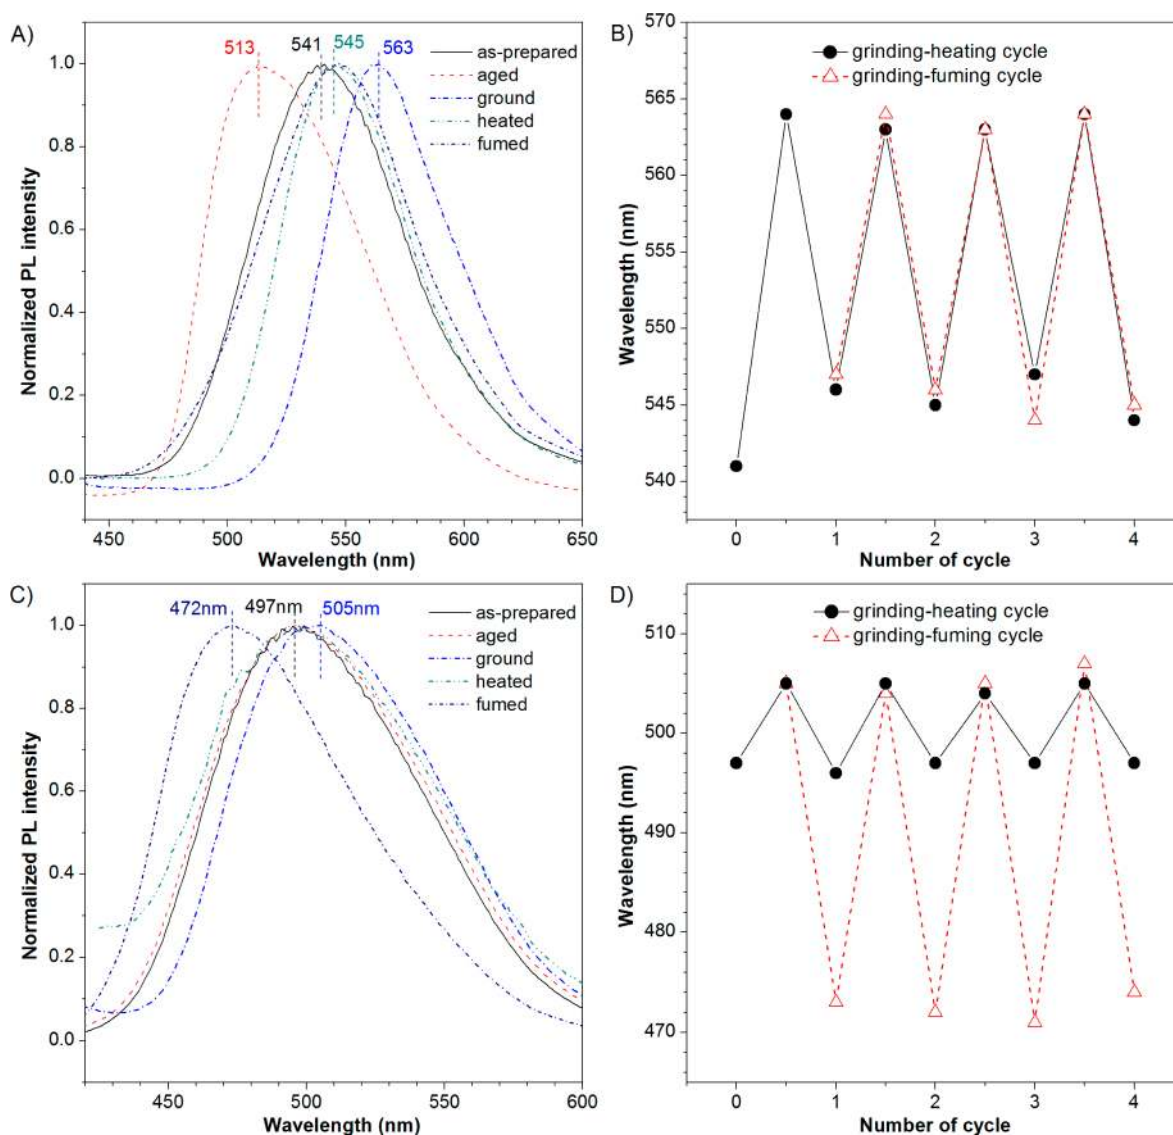 A)
513
541
545
563
as-prepared
aged
ground
heated
fumed
1.0
0.8
0.6
0.4
0.2
0.0
Normalized PL intensity
450
500
550
600
650
Wavelength (nm)
B)
570
565
560
555
550
545
540
Wavelength (nm)
grinding-heating cycle
grinding-fuming cycle
0
1
2
3
4
Number of cycle
C)
472nm
497nm
505nm
as-prepared
aged
ground
heated
fumed
1.0
0.8
0.6
0.4
0.2
0.0
Normalized PL intensity
450
500
550
600
Wavelength (nm)
D)
510
500
490
480
470
Wavelength (nm)
grinding-heating cycle
grinding-fuming cycle
0
1
2
3
4
Number of cycle